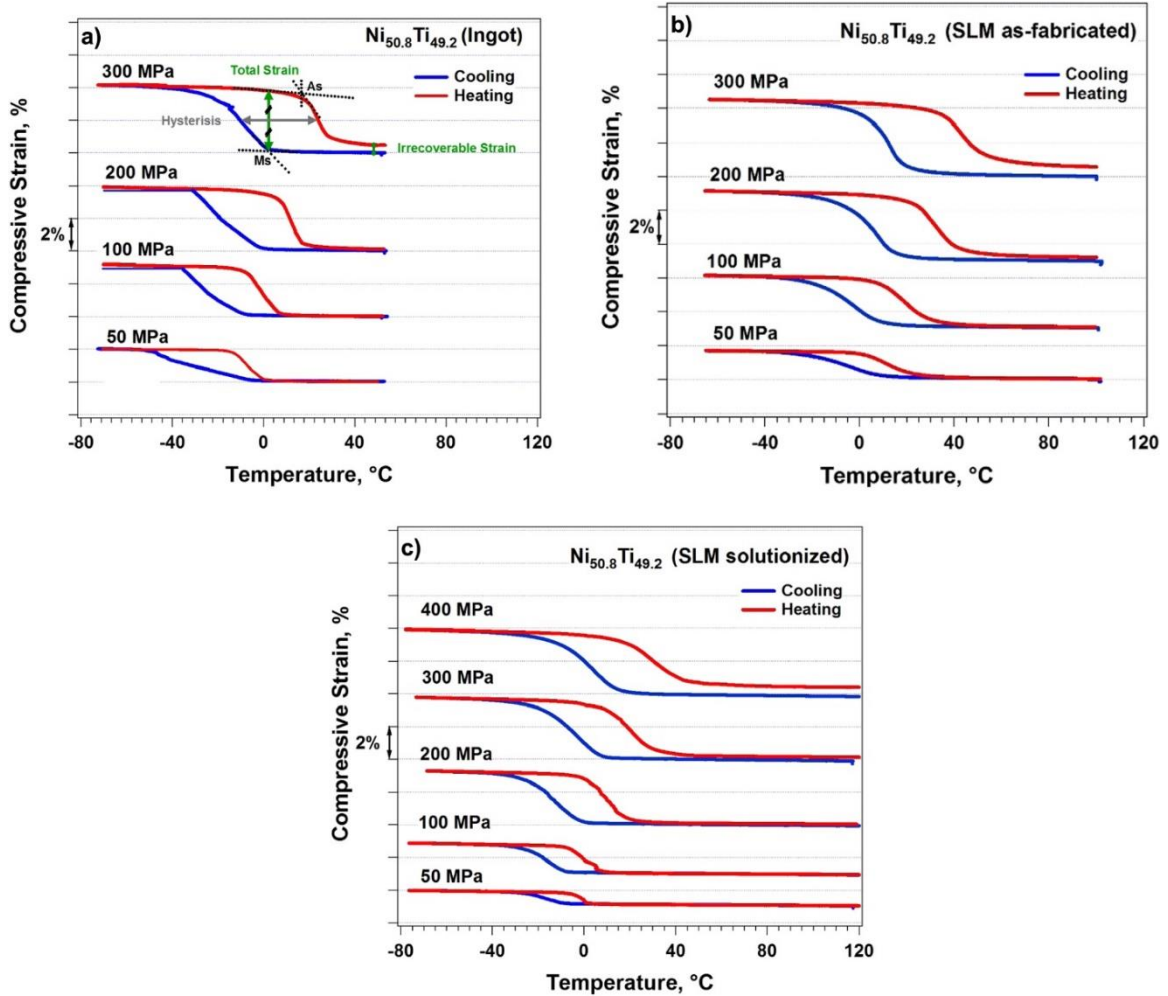 a)
Ni50.8Ti49.2 (Ingot)
300 MPa
Total Strain
As
Cooling
Heating
Hysterisis
Irrecoverable Strain
Ms
200 MPa
2%
100 MPa
50 MPa
Compressive Strain, %
-80 -40 0 40 80 120
Temperature, °C
b)
Ni50.8Ti49.2 (SLM as-fabricated)
300 MPa
Cooling
Heating
200 MPa
2%
100 MPa
50 MPa
Compressive Strain, %
-80 -40 0 40 80 120
Temperature, °C
c)
Ni50.8Ti49.2 (SLM solutionized)
Cooling
Heating
400 MPa
300 MPa
2%
200 MPa
100 MPa
50 MPa
Compressive Strain, %
-80 -40 0 40 80 120
Temperature, °C